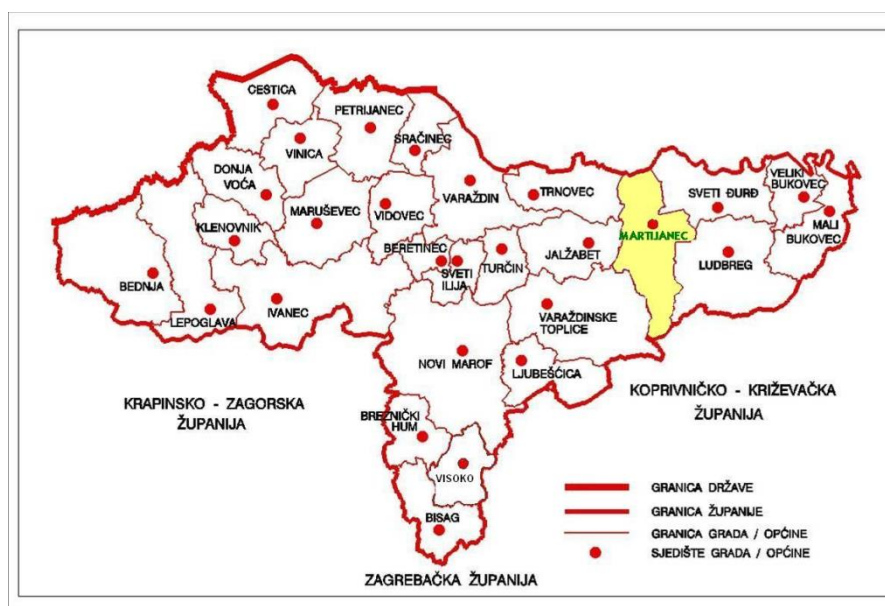 CESTICA
PETRIJANEC
SRAČINEC
VINICA
DONJA
VOĆA
MARUŠEVEC
VIDOVEC
VARAŽDIN
TRNOVEC
SVETI ĐURĐ
VELIKI
BUKOVEC
MALI
BUKOVEC
KLENOVNIK
BERETINEC
SVETI
ILIJA
TURČIN
JALŽABET
MARTIJANEC
LUDBREG
BEDNJA
LEPOGLAVA
IVANEC
VARAŽDINSKE
TOPLICE
NOVI MAROF
LJUBEŠĆICA
KRAPINSKO - ZAGORSKA
ŽUPANIJA
KOPRIVNIČKO - KRIŽEVAČKA
ŽUPANIJA
BREZNIČKI
HUM
VISOKO
BISAG
ZAGREBAČKA ŽUPANIJA
GRANICA DRŽAVE
GRANICA ŽUPANIJE
GRANICA GRADA / OPĆINE
SJEDIŠTE GRADA / OPĆINE